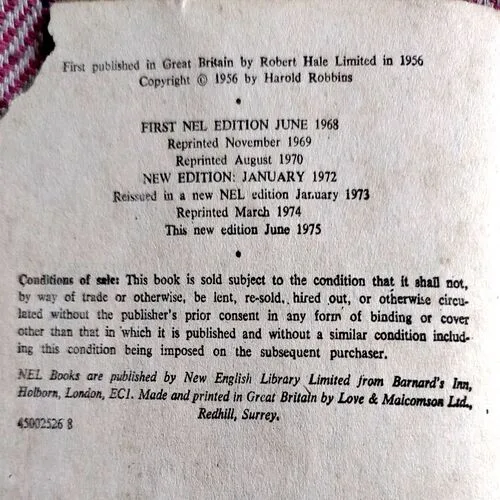 First published in Great Britain by Robert Hale Limited in 1956
Copyright © 1956 by Harold Robbins
•
FIRST NEL EDITION JUNE 1968
Reprinted November 1969
Reprinted August 1970
NEW EDITION: JANUARY 1972
Reissued in a new NEL edition January 1973
Reprinted March 1974
This new edition June 1975
•
Conditions of sale: This book is sold subject to the condition that it shall not,
by way of trade or otherwise, be lent, re-sold, hired out, or otherwise circu-
lated without the publisher's prior consent in any form of binding or cover
other than that in which it is published and without a similar condition includ-
ing this condition being imposed on the subsequent purchaser.
NEL Books are published by New English Library Limited from Barnard's Inn,
Holborn, London, EC1. Made and printed in Great Britain by Love & Malcomson Ltd.,
Redhill, Surrey.
45002526 8